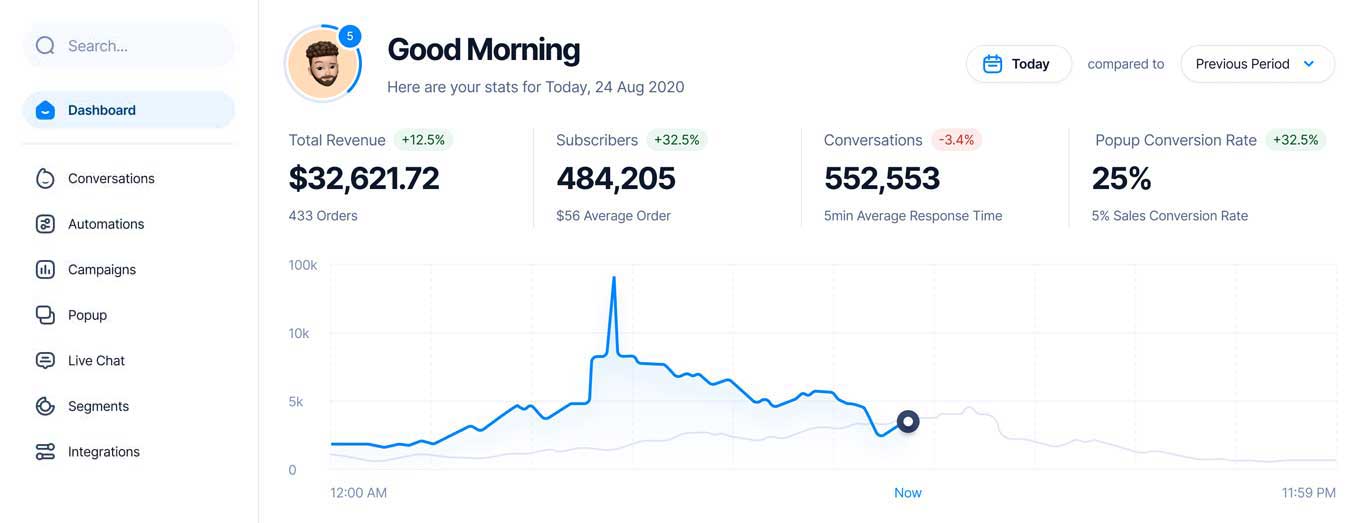 Search...
Dashboard
Conversations
Automations
Campaigns
Popup
Live Chat
Segments
Integrations
5
Good Morning
Here are your stats for Today, 24 Aug 2020
Today compared to Previous Period
Total Revenue +12.5%
$32,621.72
433 Orders
Subscribers +32.5%
484,205
$56 Average Order
Conversations -3.4%
552,553
5min Average Response Time
Popup Conversion Rate +32.5%
25%
5% Sales Conversion Rate
100k
10k
5k
0
12:00 AM Now 11:59 PM